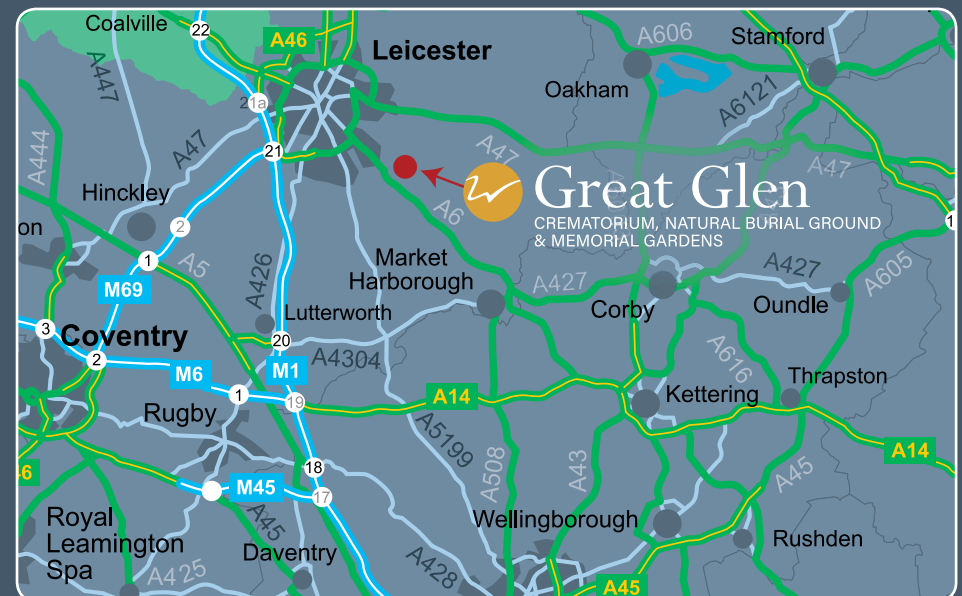 Coalville
22
A46
Leicester
A606
Stamford
A447
Oakham
21a
A6121
A444
A47
21
A47
A47
Hinckley
Great Glen
CREMATORIUM, NATURAL BURIAL GROUND
& MEMORIAL GARDENS
on
2
A6
1
1
A5
M69
A426
Market
Harborough
A427
A427
A605
Corby
Oundle
Lutterworth
3
Coventry
20
2
A4304
M6
M1
A616
Thrapston
1
19
A14
Kettering
Rugby
A5199
A508
A43
A14
18
6
M45
17
A45
A45
Wellingborough
Royal
Leamington
Spa
Daventry
Rushden
A425
A428
A45